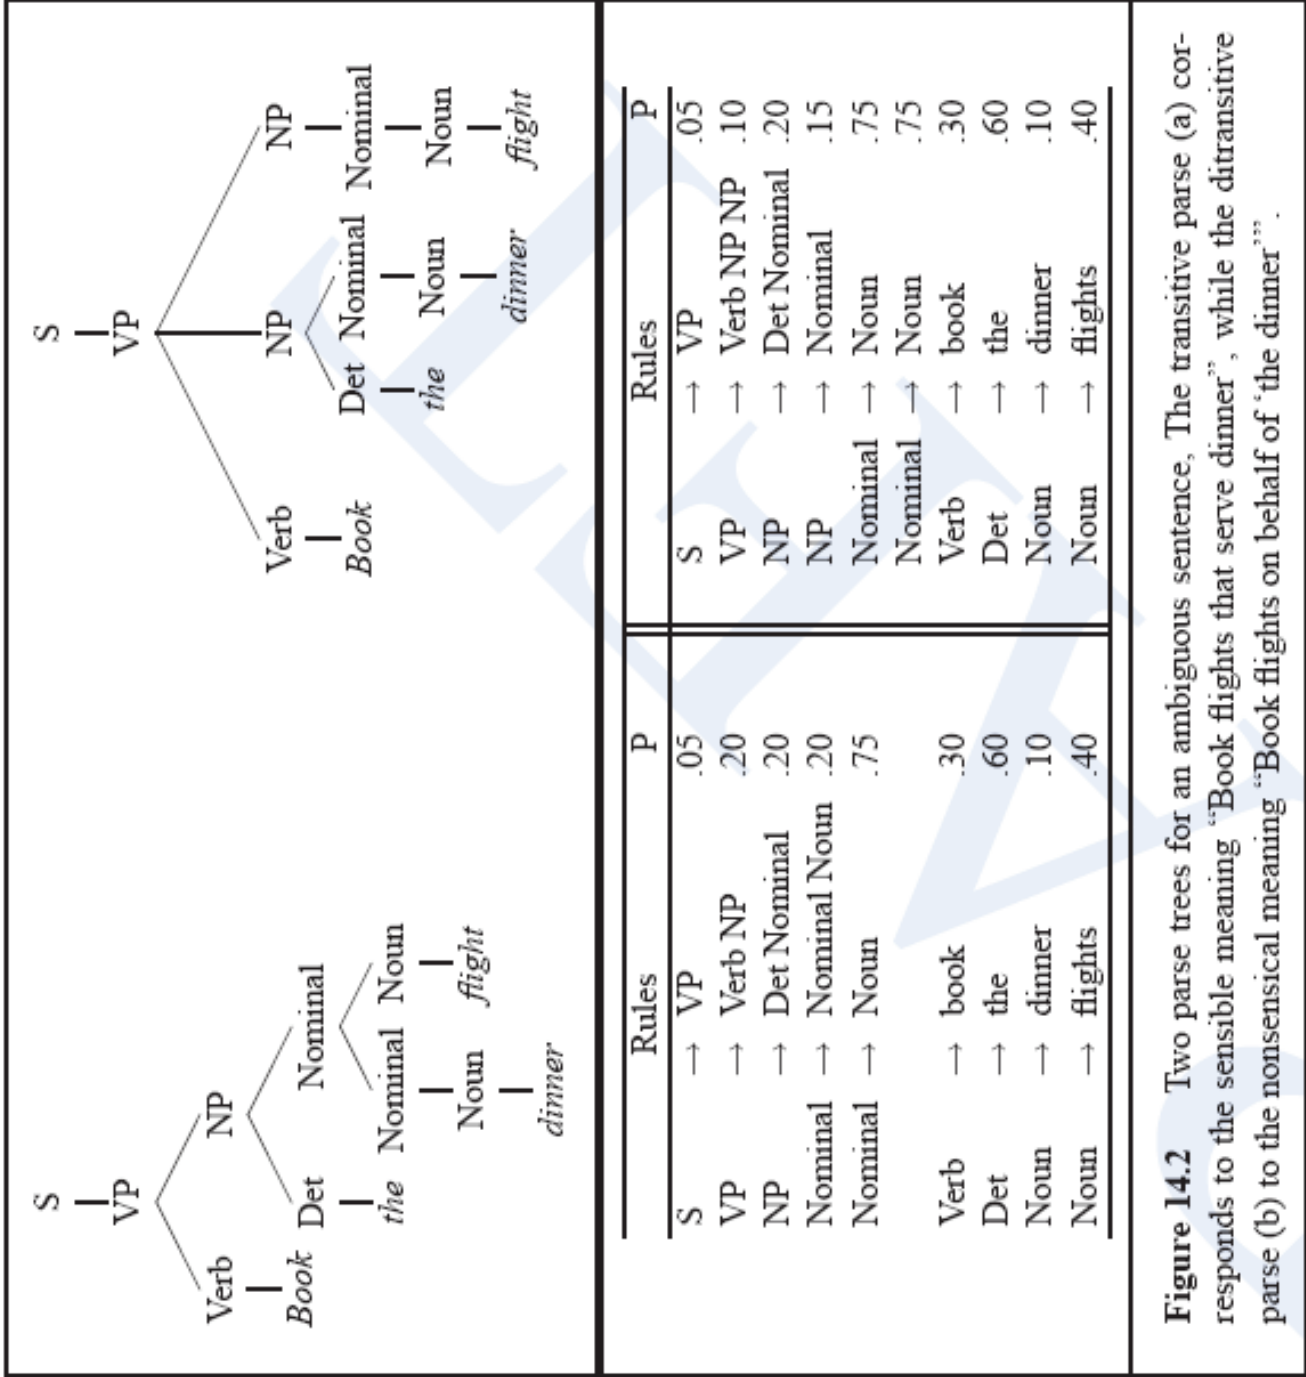 S
VP
Verb NP
Book Det Nominal
the Nominal Noun
Noun flight
dinner
S
VP
Verb NP NP
Book Det Nominal Nominal
the Noun Noun
dinner flight
Rules P
S → VP .05
VP → Verb NP .20
NP → Det Nominal .20
Nominal → Nominal Noun .20
Nominal → Noun .75
Verb → book .30
Det → the .60
Noun → dinner .10
Noun → flights .40
Rules P
S → VP .05
VP → Verb NP NP .10
NP → Det Nominal .20
NP → Nominal .15
Nominal → Noun .75
Nominal → Noun .75
Verb → book .30
Det → the .60
Noun → dinner .10
Noun → flights .40
Figure 14.2 Two parse trees for an ambiguous sentence, The transitive parse (a) cor-
responds to the sensible meaning “Book flights that serve dinner”, while the ditransitive
parse (b) to the nonsensical meaning “Book flights on behalf of ‘the dinner’”.